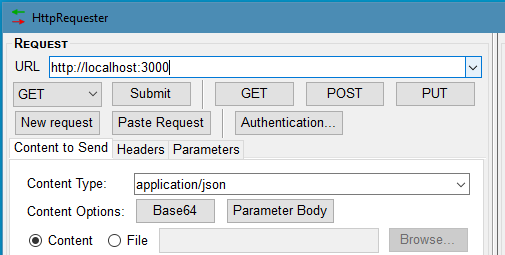 HttpRequester
REQUEST
URL http://localhost:3000
GET Submit GET POST PUT
New request Paste Request Authentication...
Content to Send Headers Parameters
Content Type: application/json
Content Options: Base64 Parameter Body
Content File Browse...